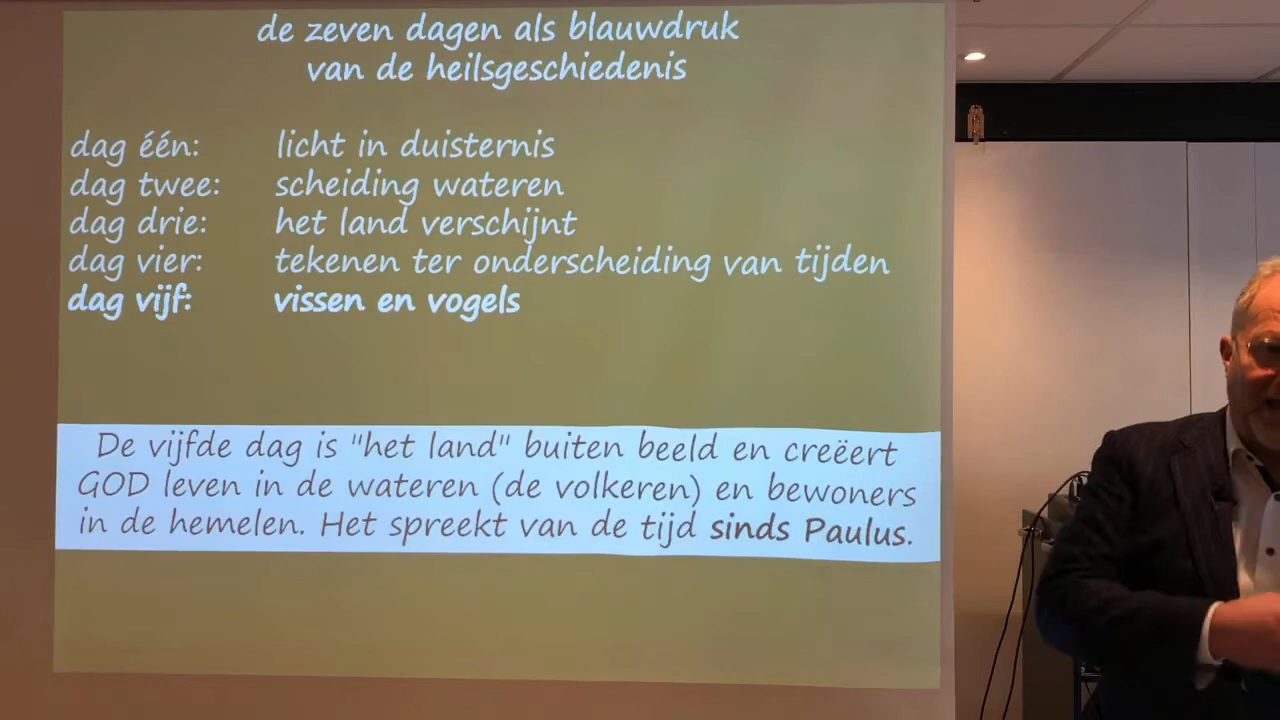 de zeven dagen als blauwdruk
van de heilsgeschiedenis
dag één: licht in duisternis
dag twee: scheiding wateren
dag drie: het land verschijnt
dag vier: tekenen ter onderscheiding van tijden
dag vijf: vissen en vogels
De vijfde dag is "het land" buiten beeld en creëert
GOD leven in de wateren (de volkeren) en bewoners
in de hemelen. Het spreekt van de tijd sinds Paulus.